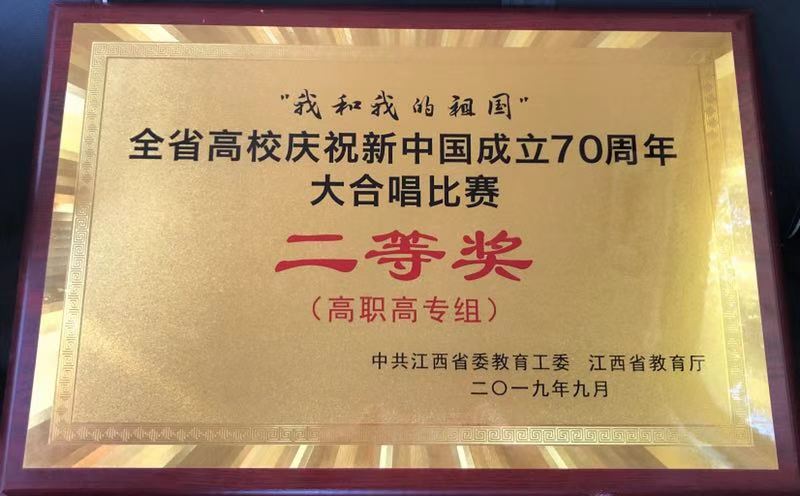 “我和我的祖国”
全省高校庆祝新中国成立70周年
大合唱比赛
二等奖
（高职高专组）
中共江西省委教育工委 江西省教育厅
二〇一九年九月